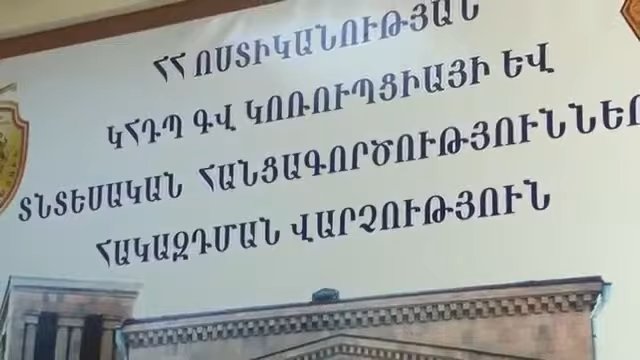 ՀՀ ՈՍՏԻԿԱՆՈՒԹՅԱՆ
ԿՀԴՊ ԳՎ ԿՈՌՈՒՊՑԻԱՅԻ ԵՎ
ՏՆՏԵՍԱԿԱՆ ՀԱՆՑԱԳՈՐԾՈՒԹՅՈՒՆՆԵՐ
ՀԱԿԱԶԴՄԱՆ ՎԱՐՉՈՒԹՅՈՒՆ